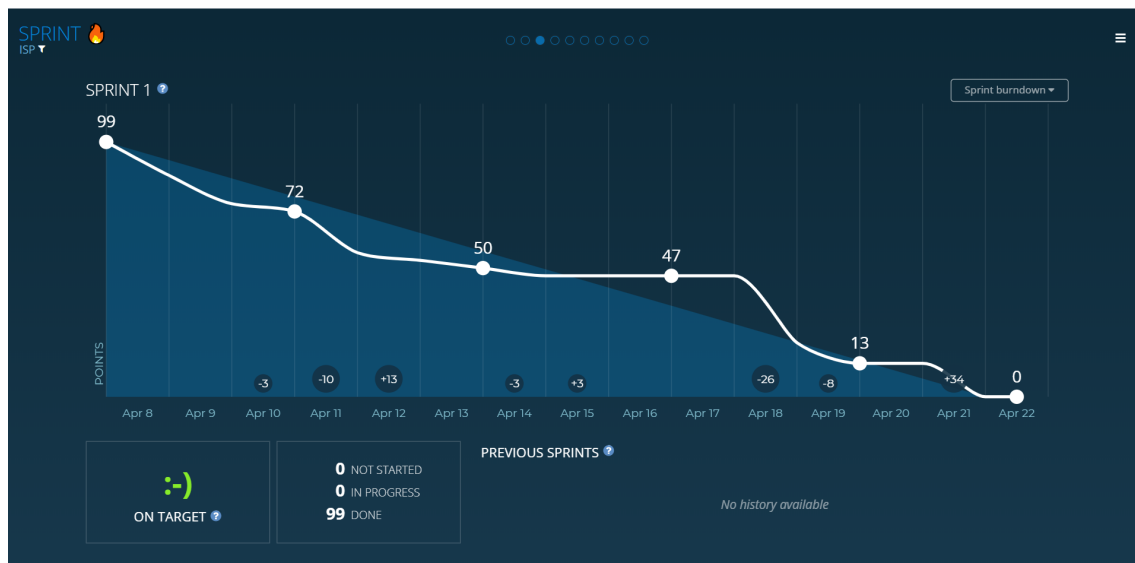 SPRINT 🔥
ISP
SPRINT 1
Sprint burndown
99
72
50
47
13
0
POINTS
-3
-10
+13
-3
+3
-26
-8
+34
Apr 8 Apr 9 Apr 10 Apr 11 Apr 12 Apr 13 Apr 14 Apr 15 Apr 16 Apr 17 Apr 18 Apr 19 Apr 20 Apr 21 Apr 22
:-)
ON TARGET ?
0 NOT STARTED
0 IN PROGRESS
99 DONE
PREVIOUS SPRINTS ?
No history available